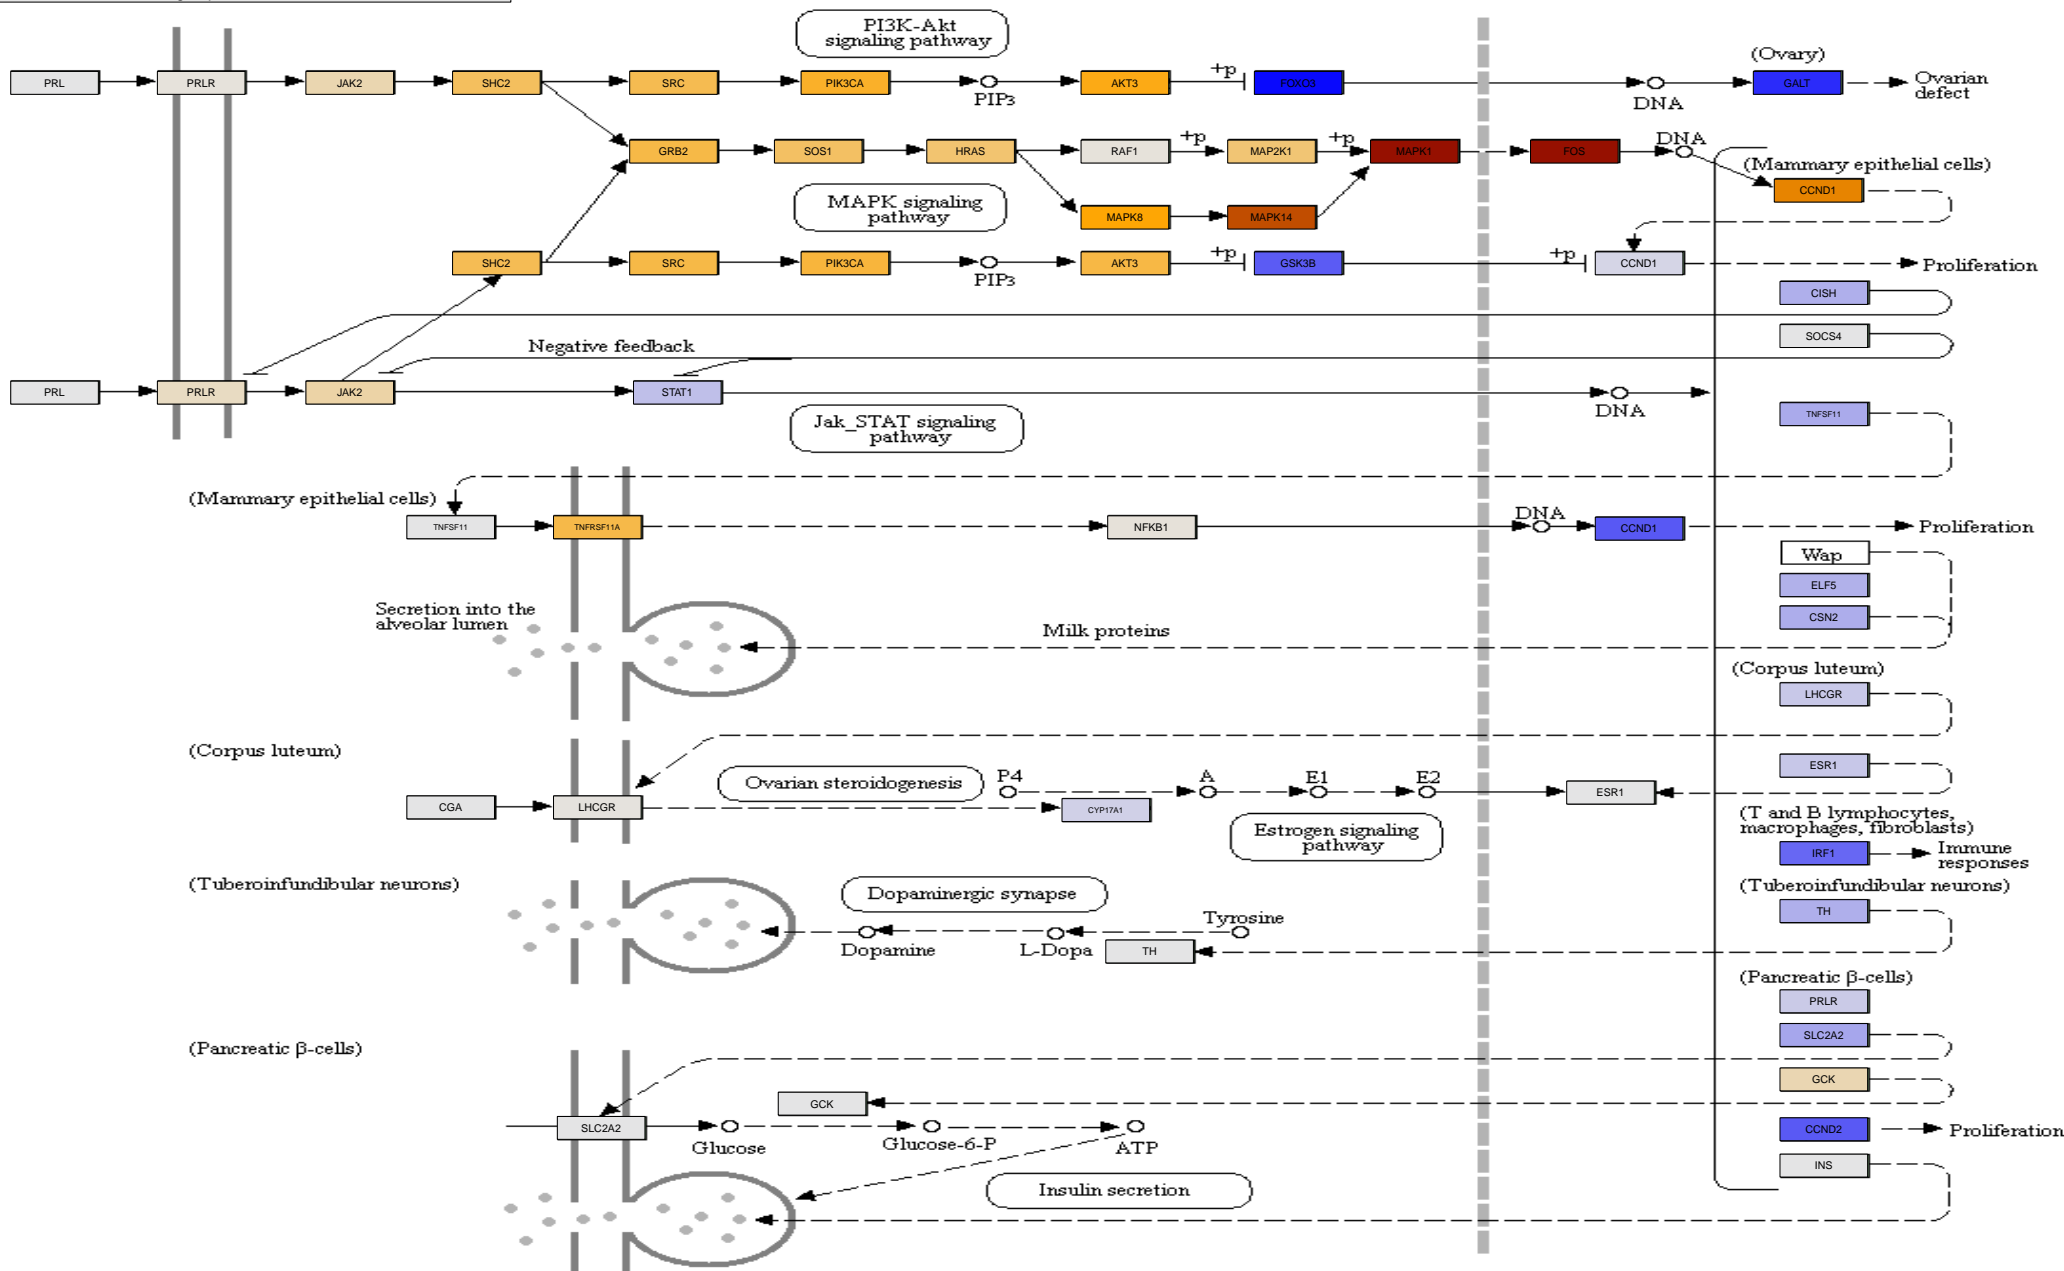 PI3K-Akt
signaling pathway
(Ovary)
PRL
PRLR
JAK2
SHC2
SRC
PIK3CA
PIP3
AKT3
+p
FOXO3
DNA
GALT
Ovarian
defect
GRB2
SOS1
HRAS
RAF1
+p
MAP2K1
+p
MAPK1
FOS
DNA
(Mammary epithelial cells)
CCND1
MAPK signaling
pathway
MAPK8
MAPK14
SHC2
SRC
PIK3CA
PIP3
AKT3
+p
GSK3B
+p
CCND1
Proliferation
CISH
SOCS4
Negative feedback
PRL
PRLR
JAK2
STAT1
DNA
Jak_STAT signaling
pathway
TNFSF11
(Mammary epithelial cells)
TNFSF11
TNFRSF11A
NFKB1
DNA
CCND1
Proliferation
Wap
ELF5
CSN2
Secretion into the
alveolar lumen
Milk proteins
(Corpus luteum)
LHCGR
(Corpus luteum)
ESR1
Ovarian steroidogenesis
P4
A
E1
E2
ESR1
CGA
LHCGR
CYP17A1
Estrogen signaling
pathway
(T and B lymphocytes,
macrophages, fibroblasts)
IRF1
Immune
responses
(Tuberoinfundibular neurons)
(Tuberoinfundibular neurons)
TH
Dopaminergic synapse
Tyrosine
Dopamine
L-Dopa
TH
(Pancreatic β-cells)
PRLR
SLC2A2
(Pancreatic β-cells)
GCK
GCK
SLC2A2
Glucose
Glucose-6-P
ATP
CCND2
Proliferation
INS
Insulin secretion